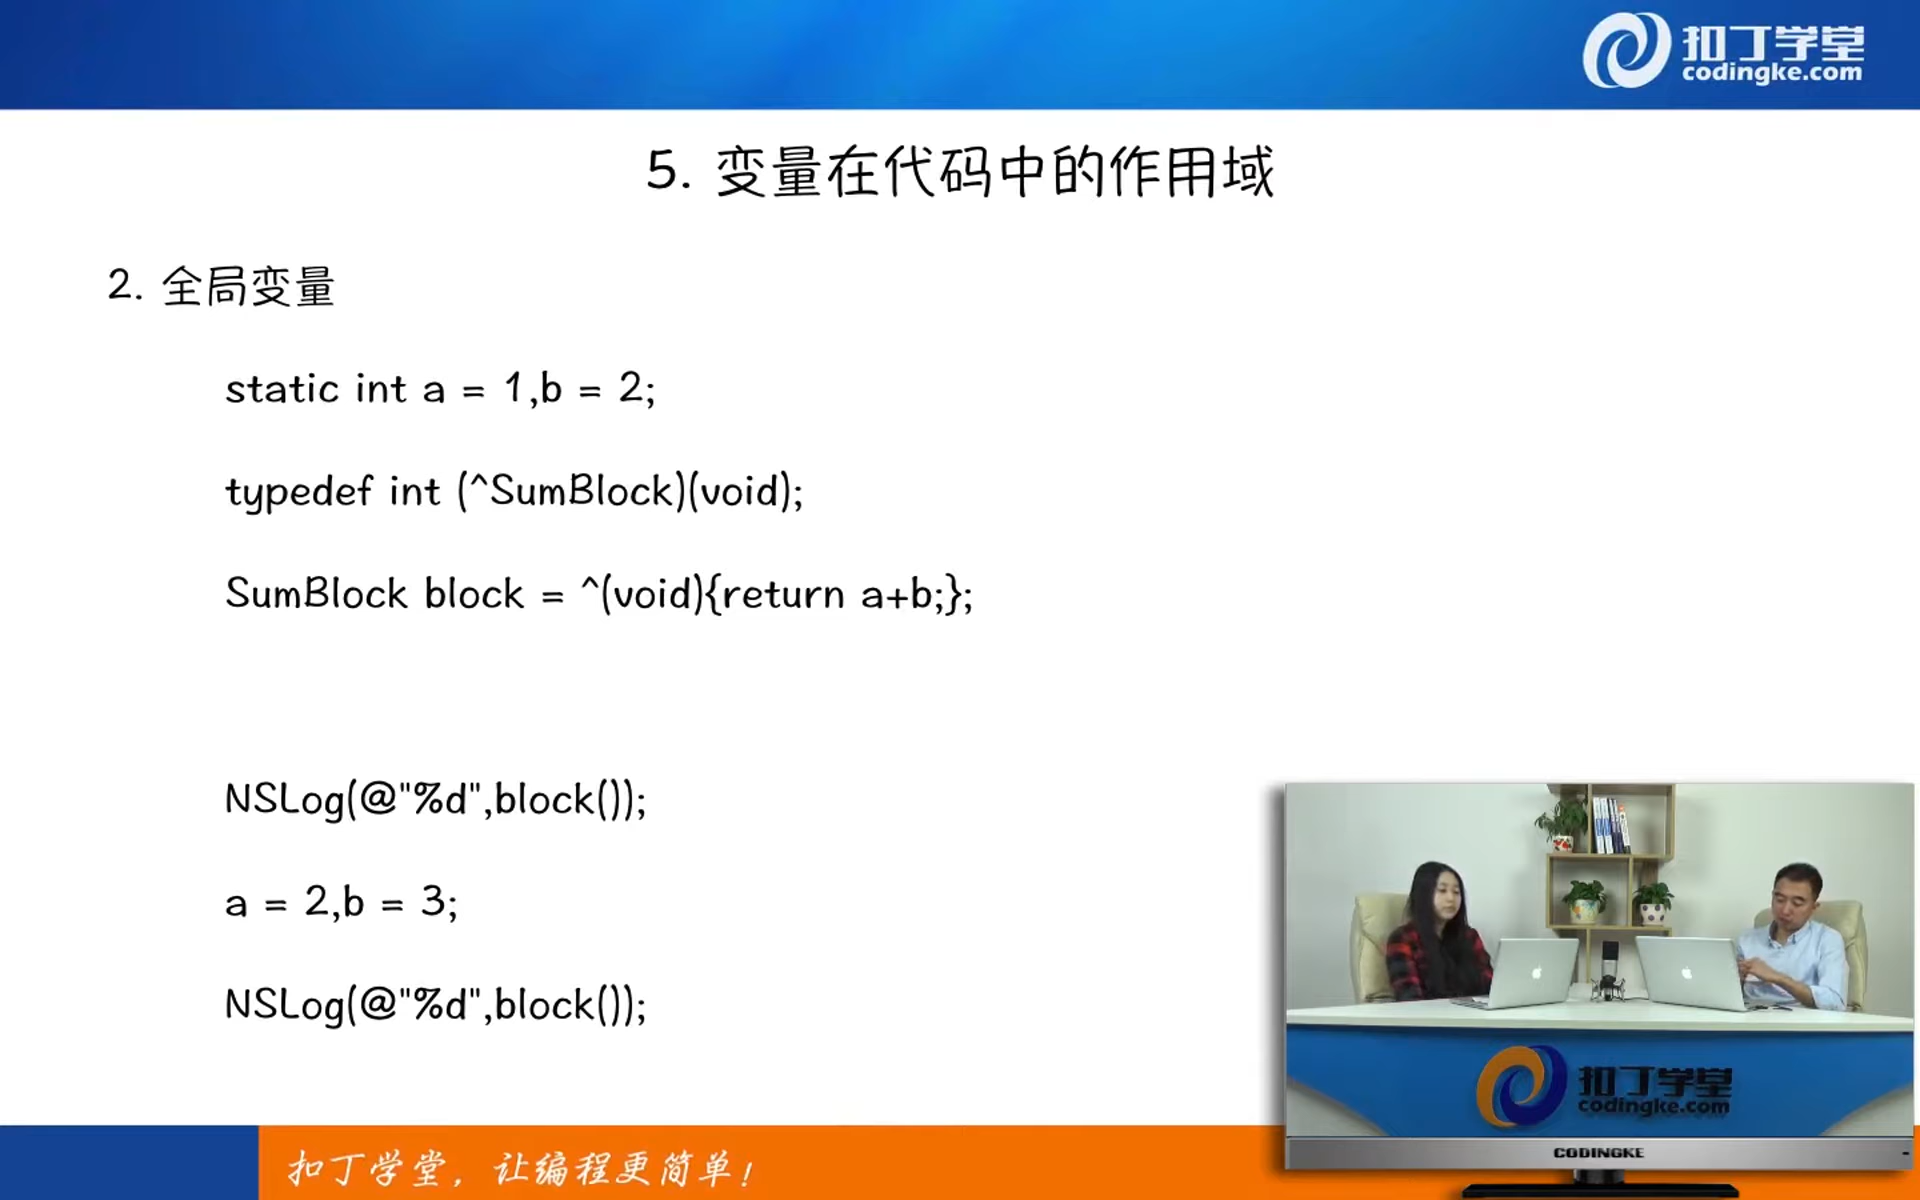 扣丁学堂
codingke.com
5. 变量在代码中的作用域
2. 全局变量
static int a = 1,b = 2;
typedef int (^SumBlock)(void);
SumBlock block = ^(void){return a+b;};
NSLog(@"%d",block());
a = 2,b = 3;
NSLog(@"%d",block());
扣丁学堂
codingke.com
CODINGKE
扣丁学堂，让编程更简单!